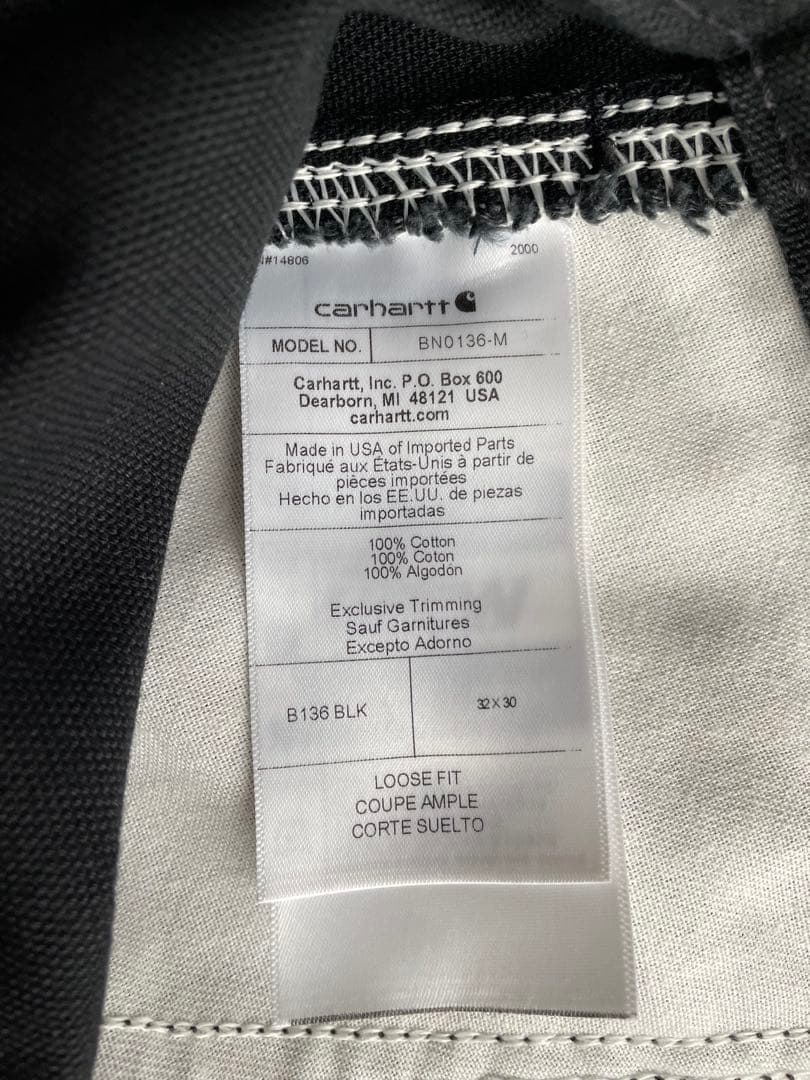 #14806
2000
carhartt
MODEL NO.
BN0136-M
Carhartt, Inc. P.O. Box 600
Dearborn, MI 48121 USA
carhartt.com
Made in USA of Imported Parts
Fabriqué aux États-Unis à partir de
pièces importées
Hecho en los EE.UU. de piezas
importadas
100% Cotton
100% Coton
100% Algodón
Exclusive Trimming
Sauf Garnitures
Excepto Adorno
B136 BLK
32X30
LOOSE FIT
COUPE AMPLE
CORTE SUELTO